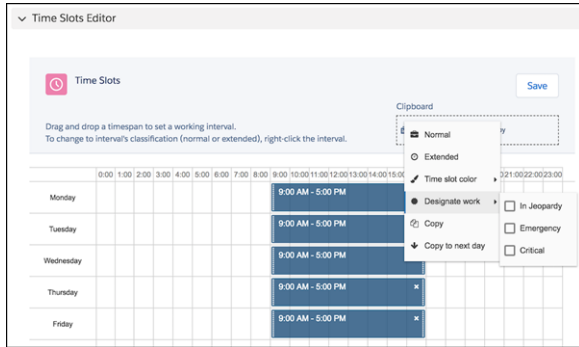 Time Slots Editor
Time Slots
Save
Clipboard
Drag and drop a timespan to set a working interval.
To change to interval's classification (normal or extended), right-click the interval.
Normal
Extended
Time slot color
Designate work
Copy
Copy to next day
In Jeopardy
Emergency
Critical
0:00 1:00 2:00 3:00 4:00 5:00 6:00 7:00 8:00 9:00 10:00 11:00 12:00 13:00 14:00 15:00 21:00 22:00 23:00
Monday 9:00 AM - 5:00 PM
Tuesday 9:00 AM - 5:00 PM
Wednesday 9:00 AM - 5:00 PM
Thursday 9:00 AM - 5:00 PM ×
Friday 9:00 AM - 5:00 PM ×